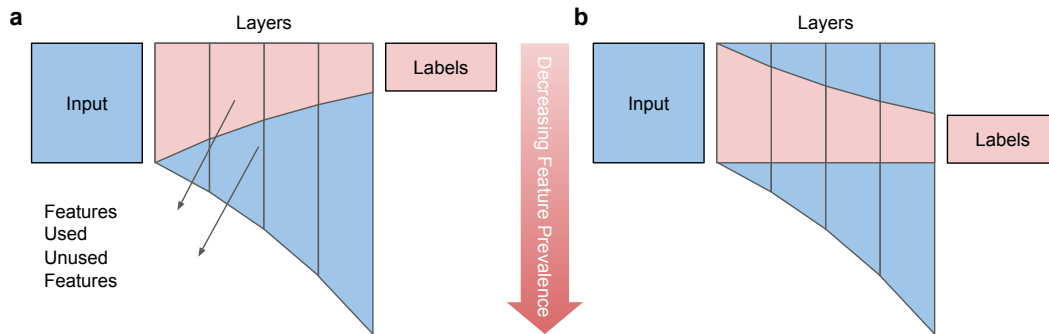 a
Layers
Input
Labels
Features
Used
Unused
Features
Decreasing Feature Prevalence
b
Layers
Input
Labels